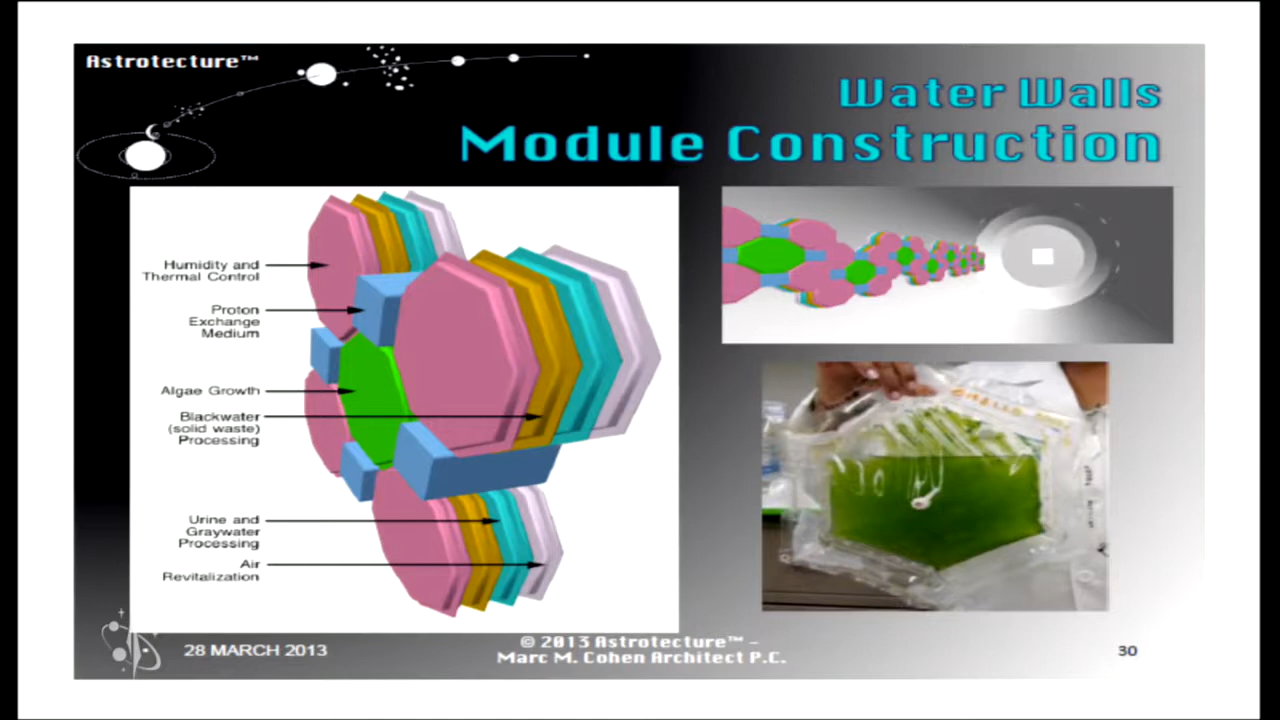 Astrotecture™
Water Walls
Module Construction
Humidity and
Thermal Control
Proton
Exchange
Medium
Algae Growth
Blackwater
(solid waste)
Processing
Urine and
Graywater
Processing
Air
Revitalization
28 MARCH 2013
© 2013 Astrotecture™ –
Marc M. Cohen Architect P.C.
30